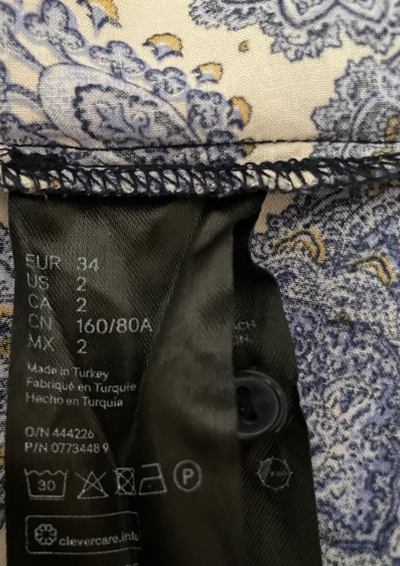 EUR 34
US 2
CA 2
CN 160/80A
MX 2
Made in Turkey
Fabriqué en Turquie
Hecho en Turquía
O/N 444226
P/N 0773448 9
30 P
clevercare.info